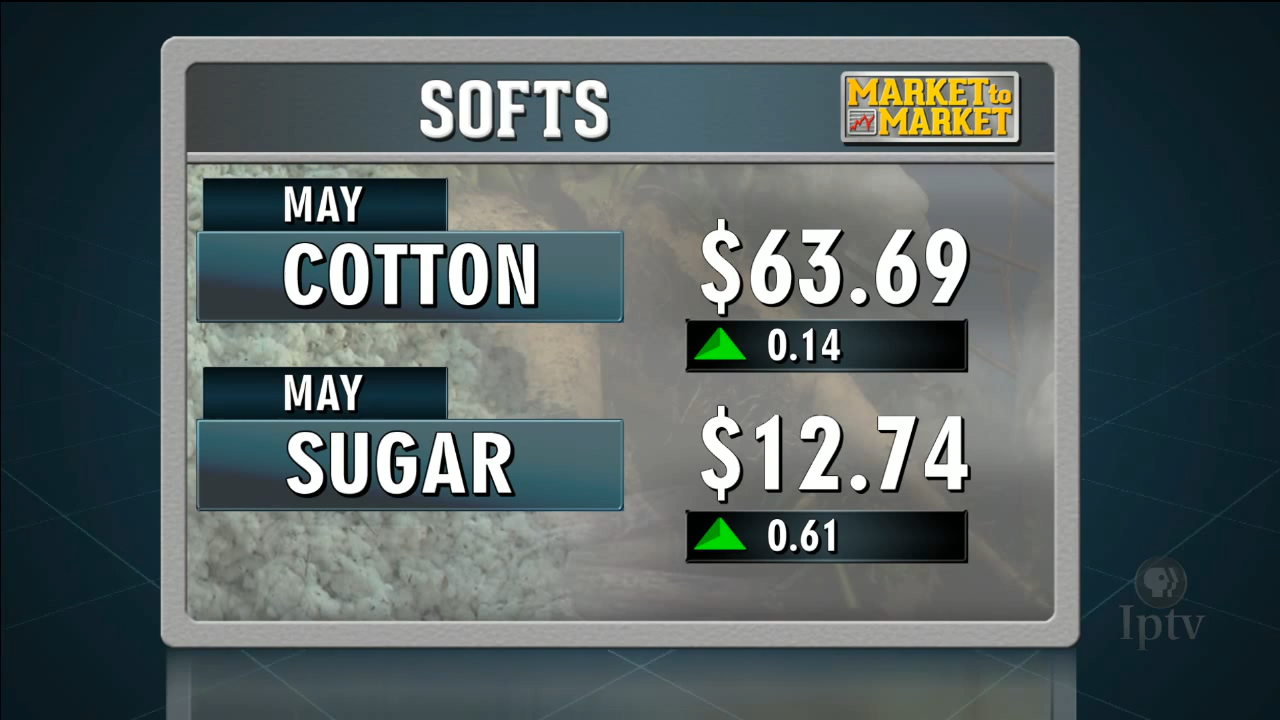 SOFTS
MARKET to
MARKET
MAY
COTTON
$63.69
0.14
MAY
SUGAR
$12.74
0.61
Iptv